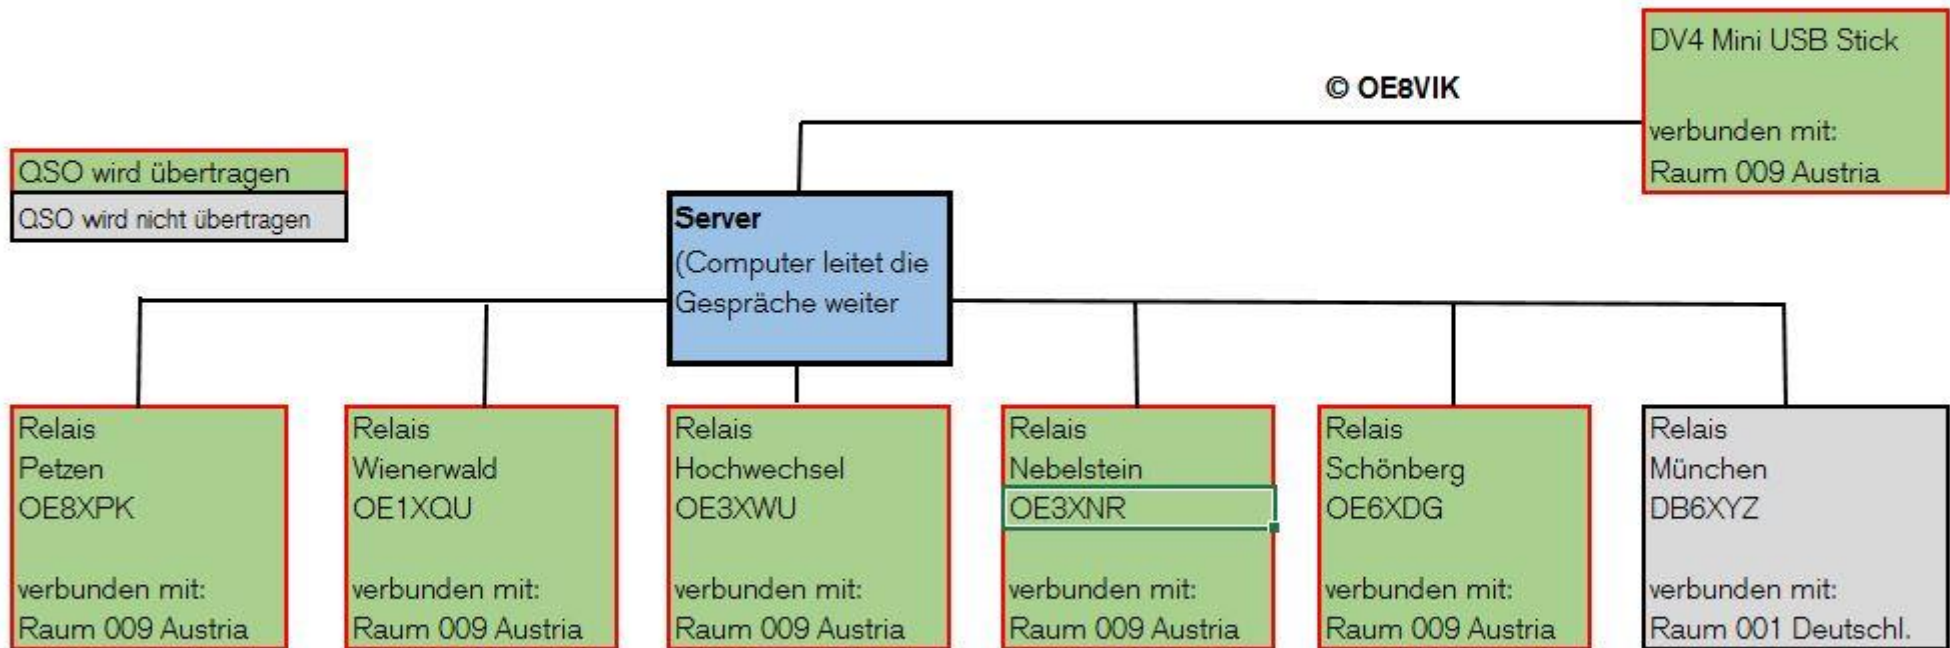 DV4 Mini USB Stick
verbunden mit:
Raum 009 Austria
© OE8VIK
QSO wird übertragen
QSO wird nicht übertragen
Server
(Computer leitet die
Gespräche weiter
Relais
Petzen
OE8XPK
verbunden mit:
Raum 009 Austria
Relais
Wienerwald
OE1XQU
verbunden mit:
Raum 009 Austria
Relais
Hochwechsel
OE3XWU
verbunden mit:
Raum 009 Austria
Relais
Nebelstein
OE3XNR
verbunden mit:
Raum 009 Austria
Relais
Schönberg
OE6XDG
verbunden mit:
Raum 009 Austria
Relais
München
DB6XYZ
verbunden mit:
Raum 001 Deutschl.